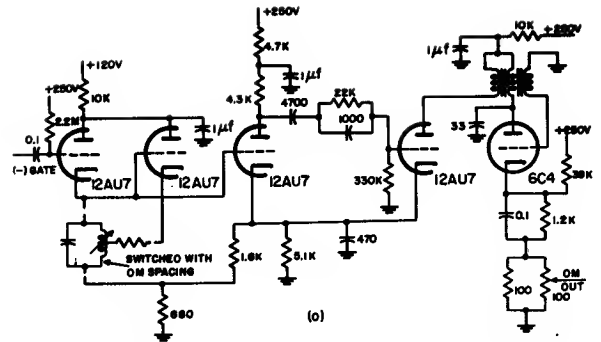 +250V
10K
+250V
1μf
4.7K
+120V
+250V
1μf
22K
10K
4.3K
4700
2.2M
1μf
1000
33
+250V
0.1
(-) GATE
12AU7
12AU7
12AU7
330K
12AU7
6C4
39K
0.1
1.2K
SWITCHED WITH
OM SPACING
1.6K
5.1K
470
OM
OUT
100
100
680
(o)